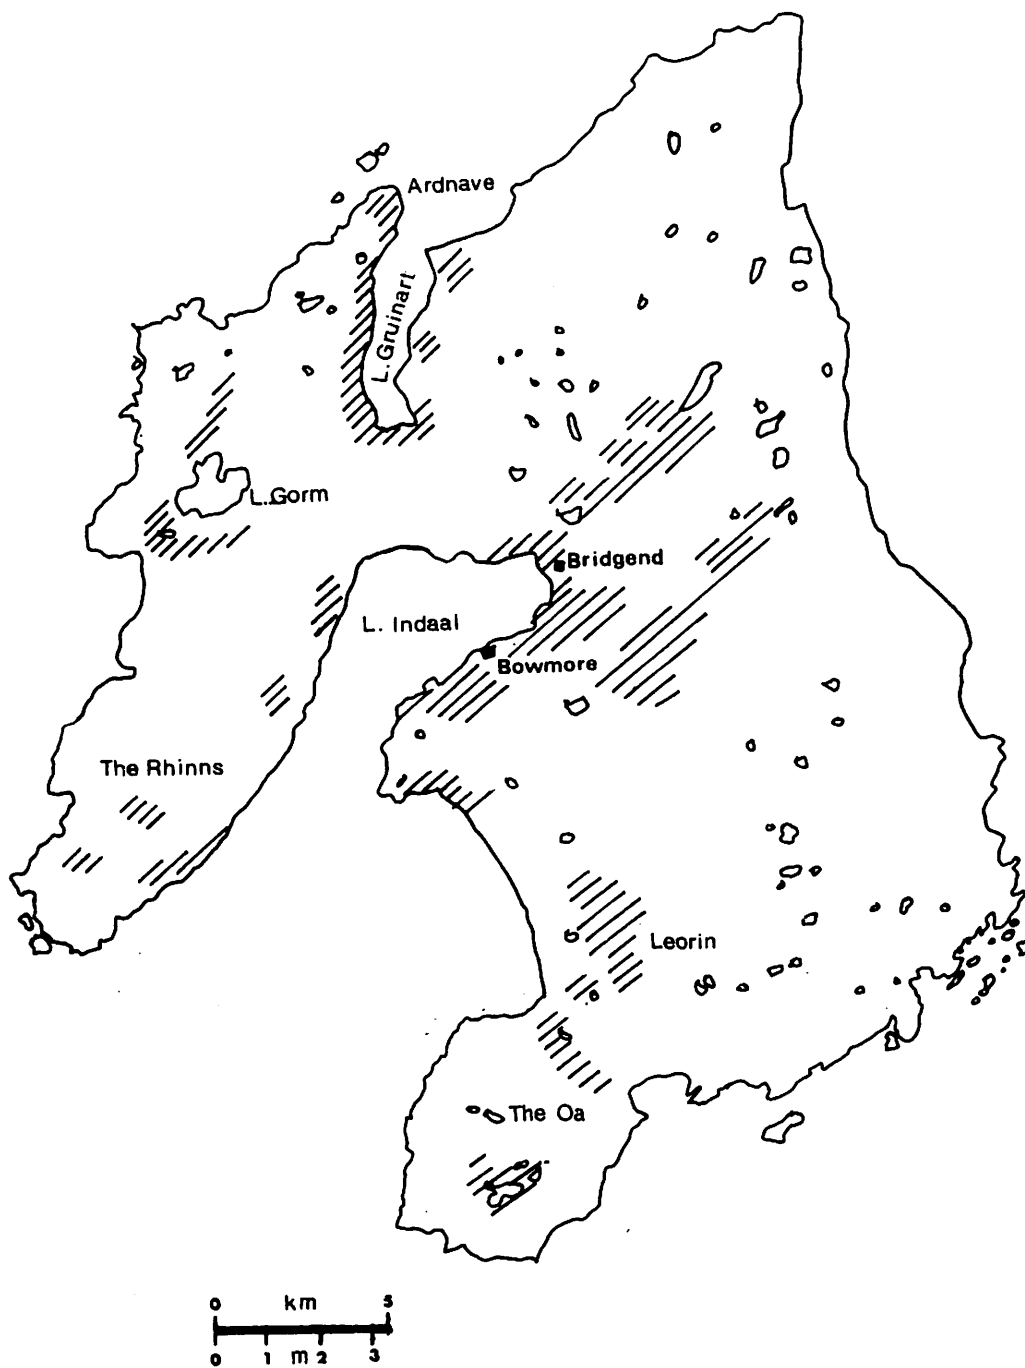 Ardnave
L. Gruinart
L. Gorm
Bridgend
L. Indaal
Bowmore
The Rhinns
Leorin
The Oa
0 km 5
0 1 m 2 3